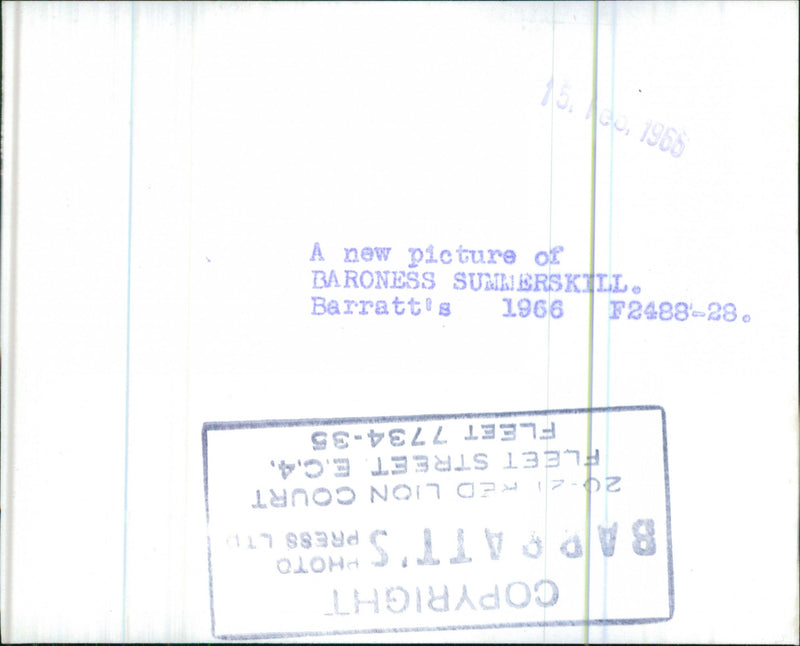 15. 1966
A new picture of
BARONESS SUMMERSKILL.
Barratt's 1966 F2488-28.
COPYRIGHT
BARRATT'S PHOTO PRESS LTD
20-21 RED LION COURT
FLEET STREET E.C.4.
FLEET 7734-35